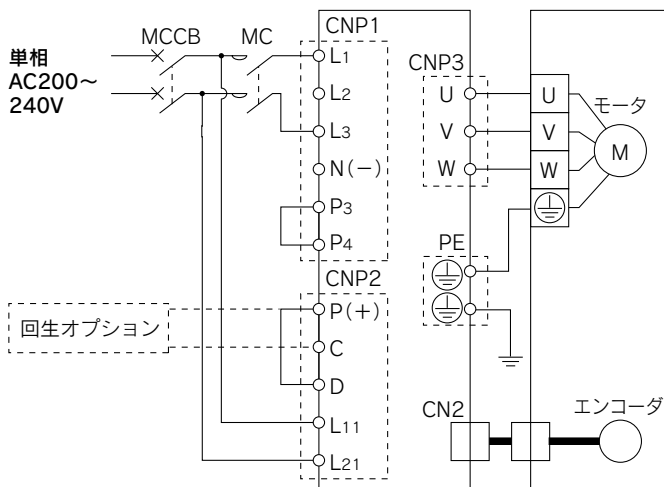 単相
AC200～
240V
MCCB
MC
CNP1
L1
L2
L3
N(－)
P3
P4
CNP2
P(+)
C
D
L11
L21
回生オプション
CNP3
U
V
W
PE
CN2
U
V
W
モータ
M
エンコーダ